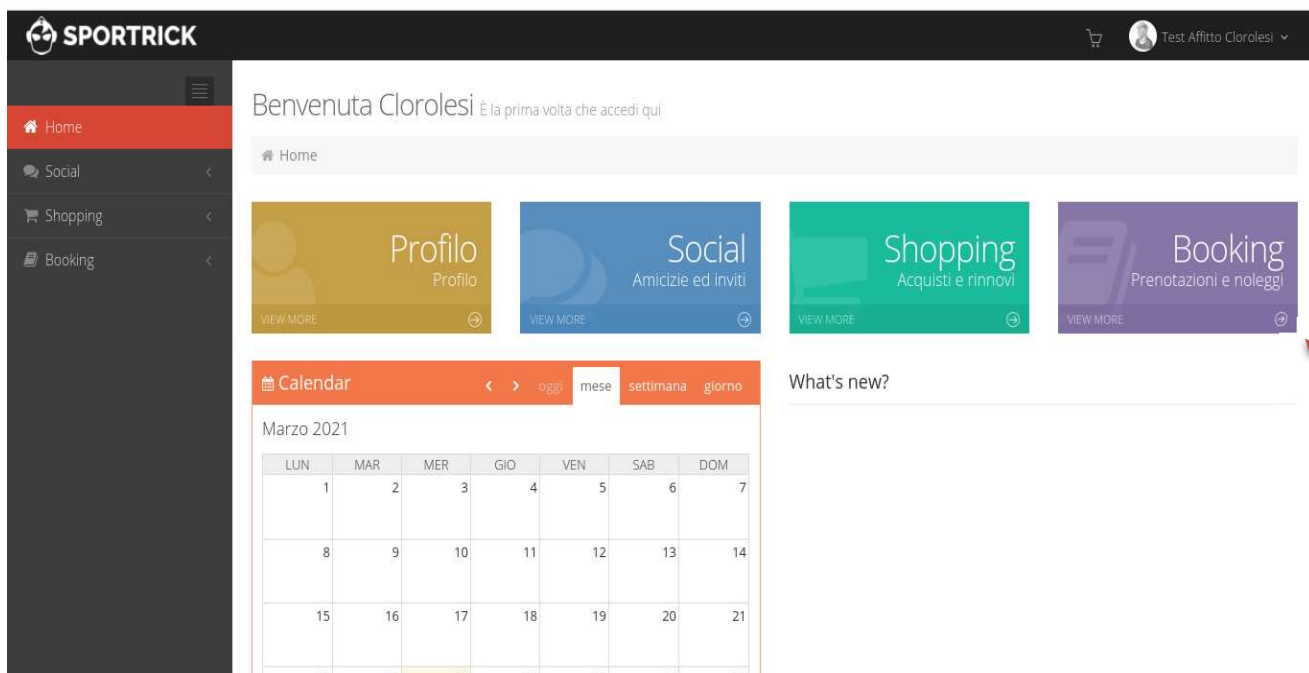 SPORTRICK
Test Affitto Clorolesi
Benvenuta Clorolesi È la prima volta che accedi qui
Home
Home
Social
Shopping
Booking
Profilo
Profilo
VIEW MORE
Social
Amicizie ed inviti
VIEW MORE
Shopping
Acquisti e rinnovi
VIEW MORE
Booking
Prenotazioni e noleggi
VIEW MORE
Calendar
oggi mese settimana giorno
What's new?
Marzo 2021
LUN MAR MER GIO VEN SAB DOM
1 2 3 4 5 6 7
8 9 10 11 12 13 14
15 16 17 18 19 20 21